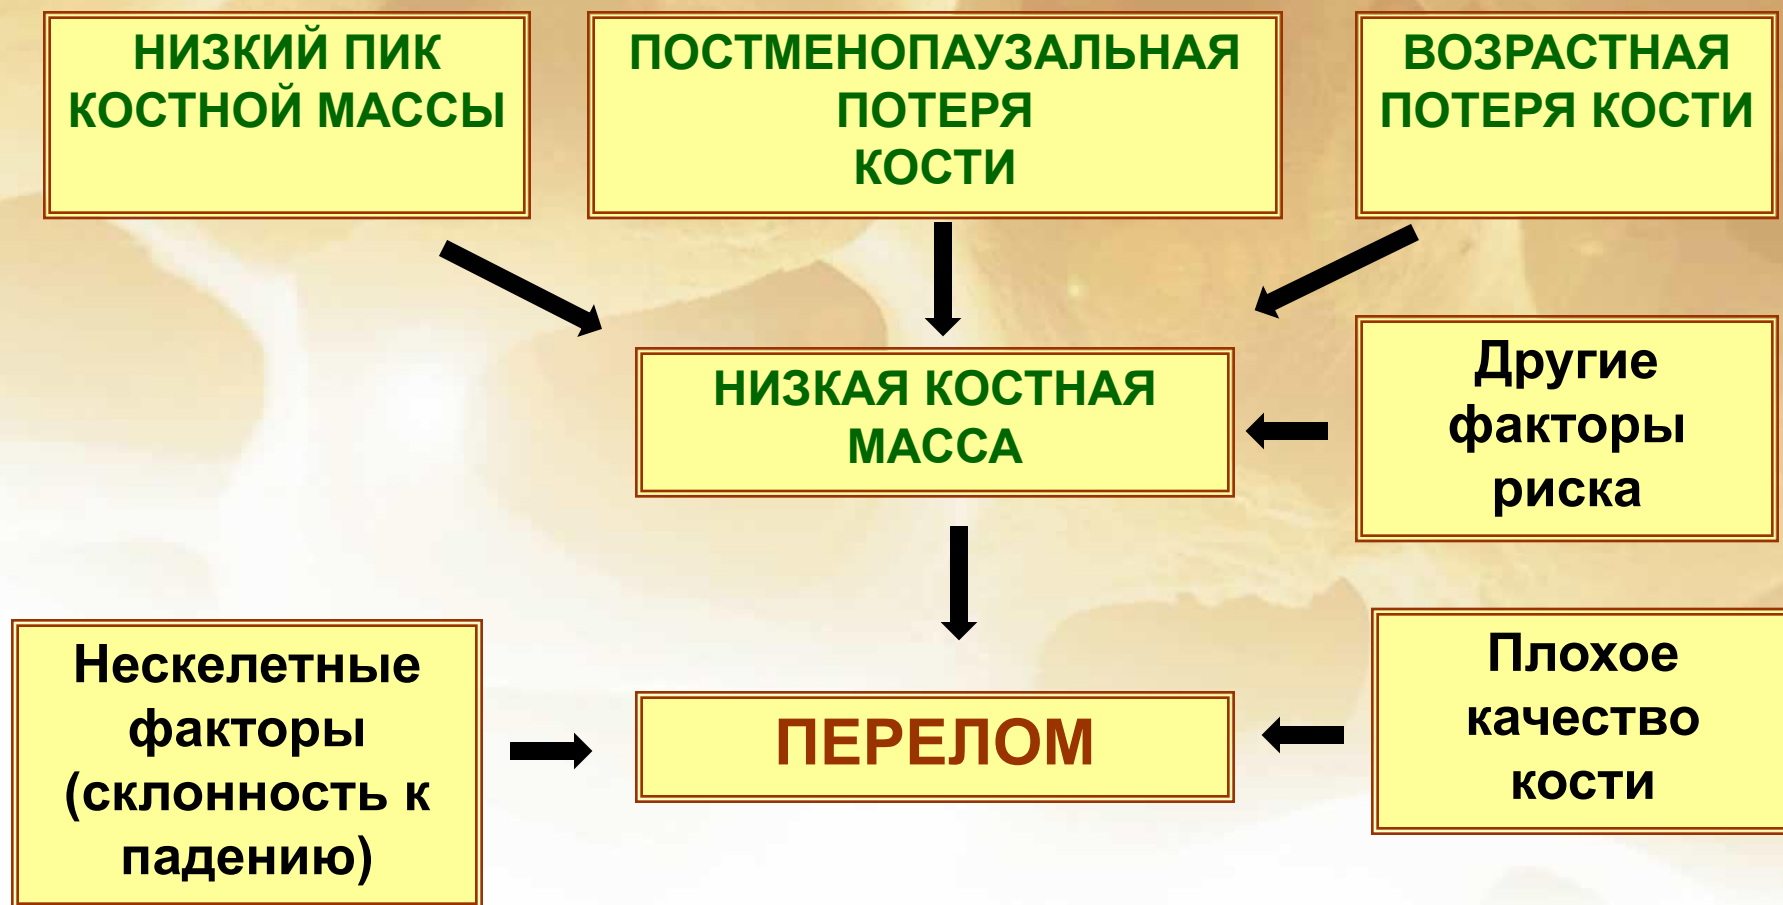 НИЗКИЙ ПИК
КОСТНОЙ МАССЫ
ПОСТМЕНОПАУЗАЛЬНАЯ
ПОТЕРЯ
КОСТИ
ВОЗРАСТНАЯ
ПОТЕРЯ КОСТИ
НИЗКАЯ КОСТНАЯ
МАССА
Другие
факторы
риска
Нескелетные
факторы
(склонность к
падению)
ПЕРЕЛОМ
Плохое
качество
кости